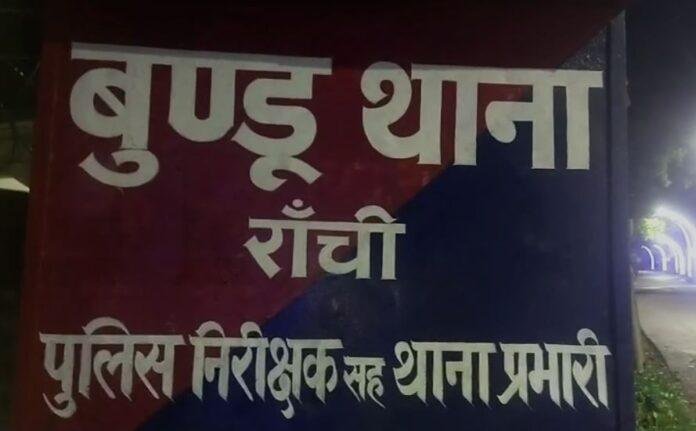 बुण्डू थाना
राँची
पुलिस निरीक्षक सह थाना प्रभारी